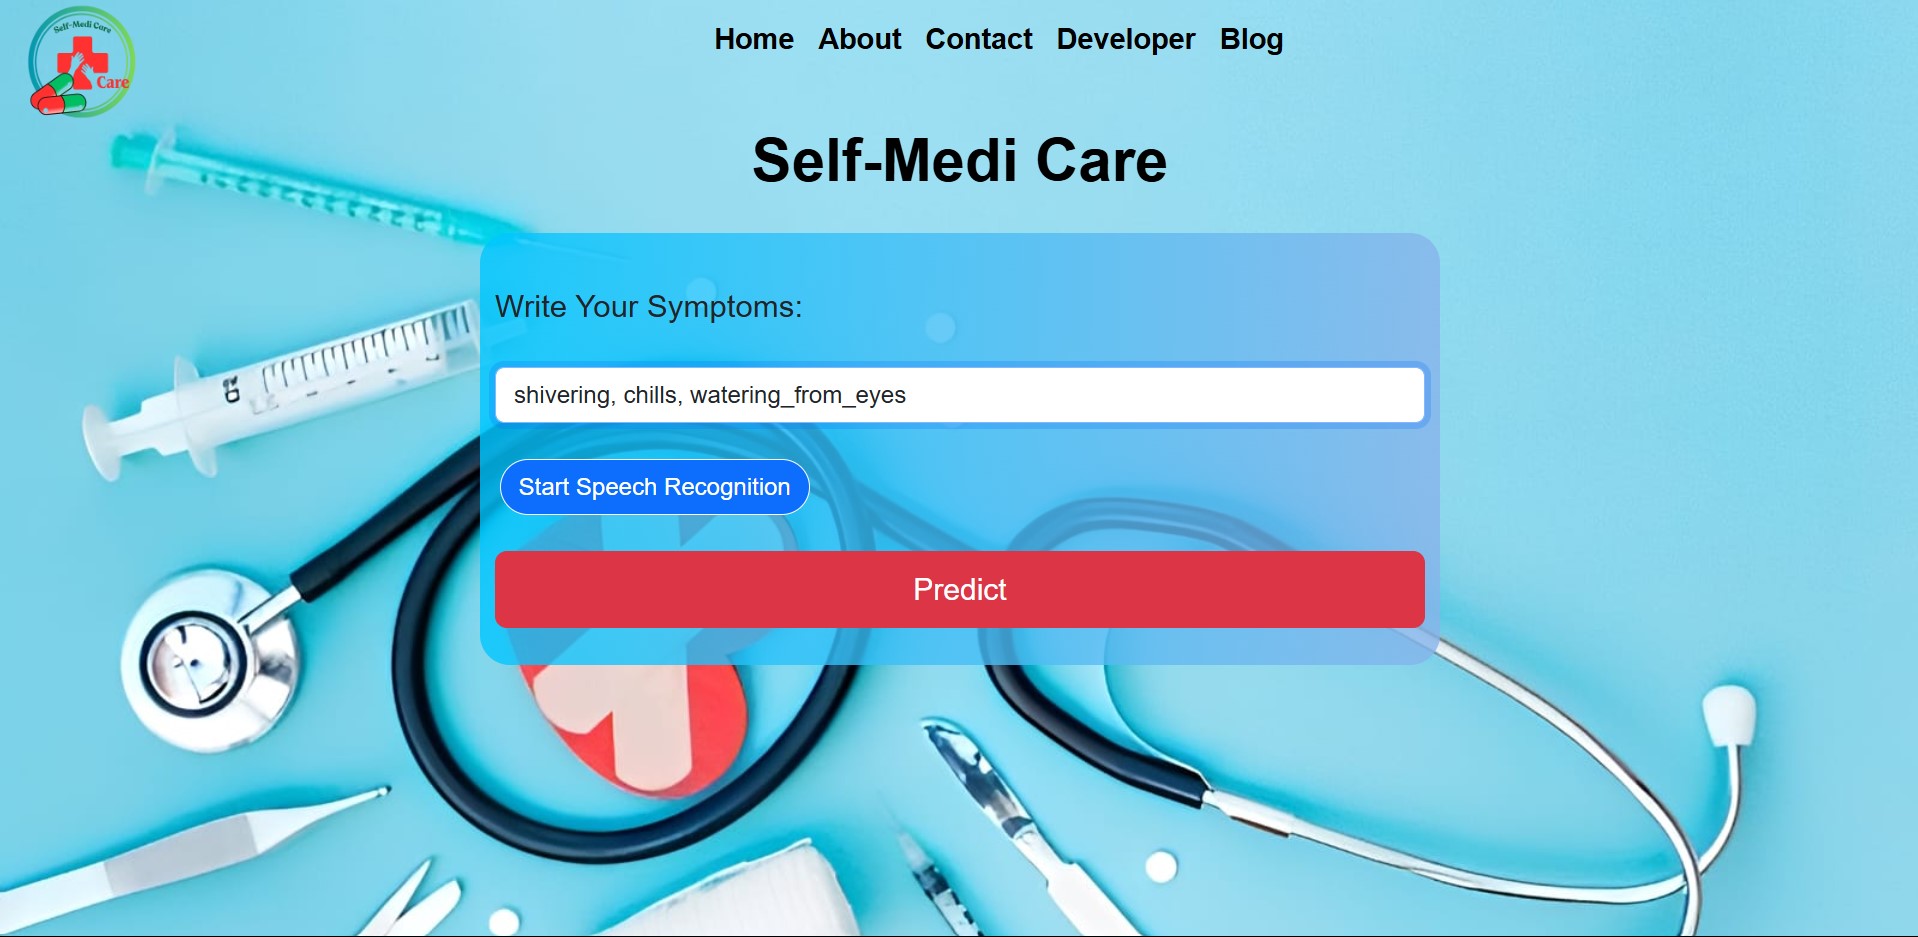 Self-Medi Care
Care
Home About Contact Developer Blog
Self-Medi Care
Write Your Symptoms:
shivering, chills, watering_from_eyes
Start Speech Recognition
Predict